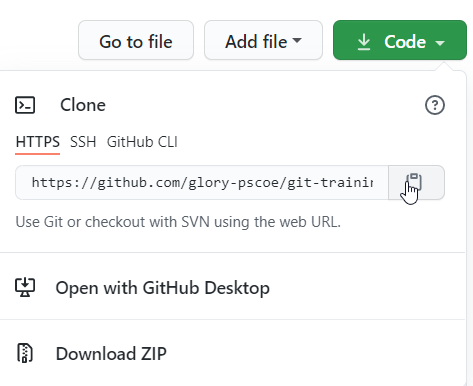 Go to file Add file Code
Clone
HTTPS SSH GitHub CLI
https://github.com/glory-pscoe/git-trainin
Use Git or checkout with SVN using the web URL.
Open with GitHub Desktop
Download ZIP